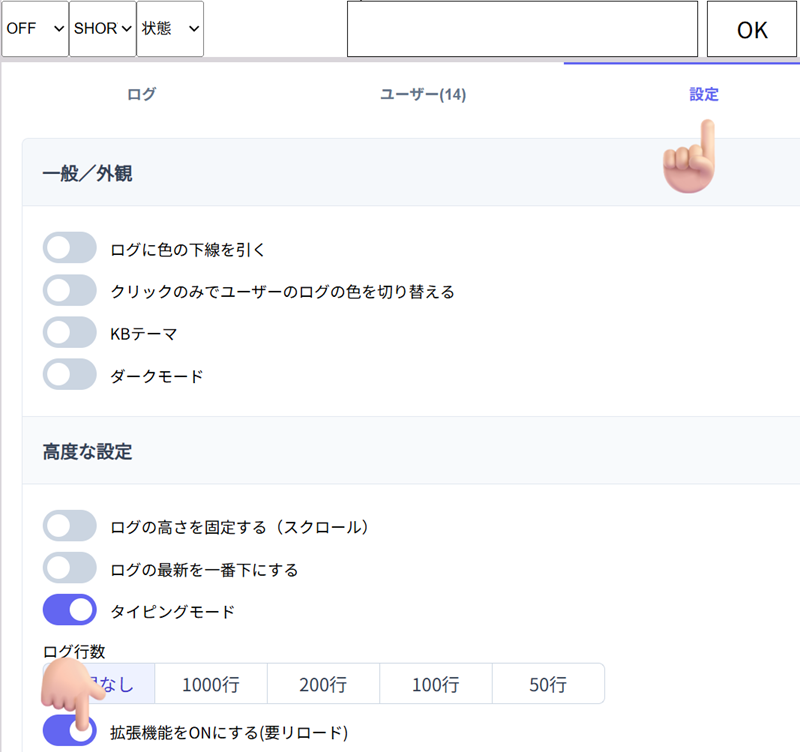 OFF SHOR 状態 OK
ログ ユーザー(14) 設定
一般／外観
ログに色の下線を引く
クリックのみでユーザーのログの色を切り替える
KBテーマ
ダークモード
高度な設定
ログの高さを固定する（スクロール）
ログの最新を一番下にする
タイピングモード
ログ行数
なし 1000行 200行 100行 50行
拡張機能をONにする(要リロード)